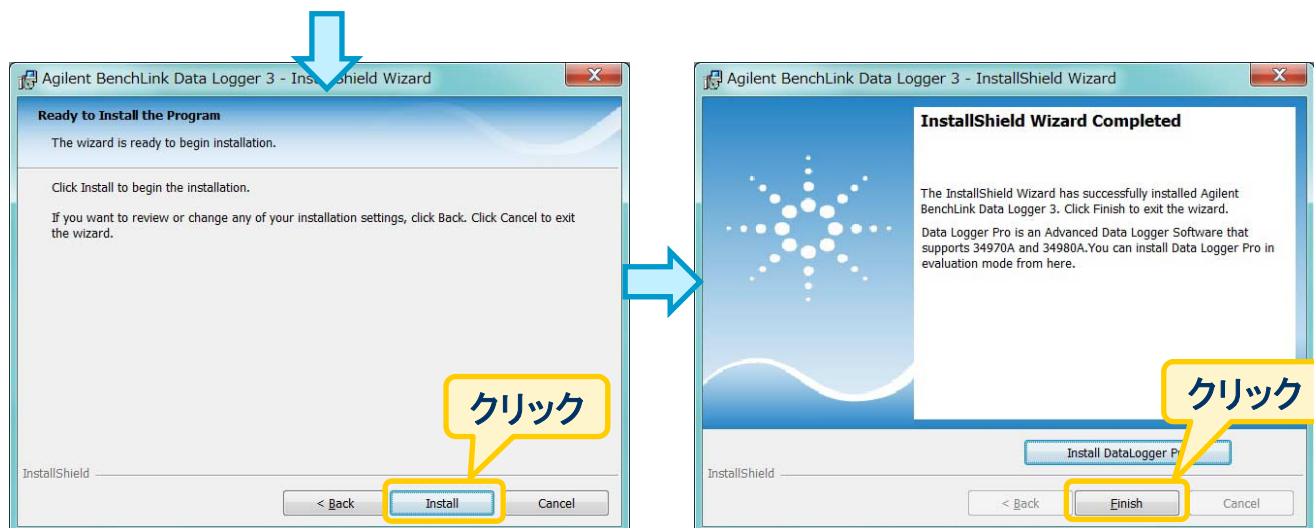 Agilent BenchLink Data Logger 3 - InstallShield Wizard
Ready to Install the Program
The wizard is ready to begin installation.
Click Install to begin the installation.
If you want to review or change any of your installation settings, click Back. Click Cancel to exit
the wizard.
クリック
InstallShield
< Back Install Cancel
Agilent BenchLink Data Logger 3 - InstallShield Wizard
InstallShield Wizard Completed
The InstallShield Wizard has successfully installed Agilent
BenchLink Data Logger 3. Click Finish to exit the wizard.
Data Logger Pro is an Advanced Data Logger Software that
supports 34970A and 34980A.You can install Data Logger Pro in
evaluation mode from here.
クリック
Install DataLogger P
InstallShield
< Back Finish Cancel